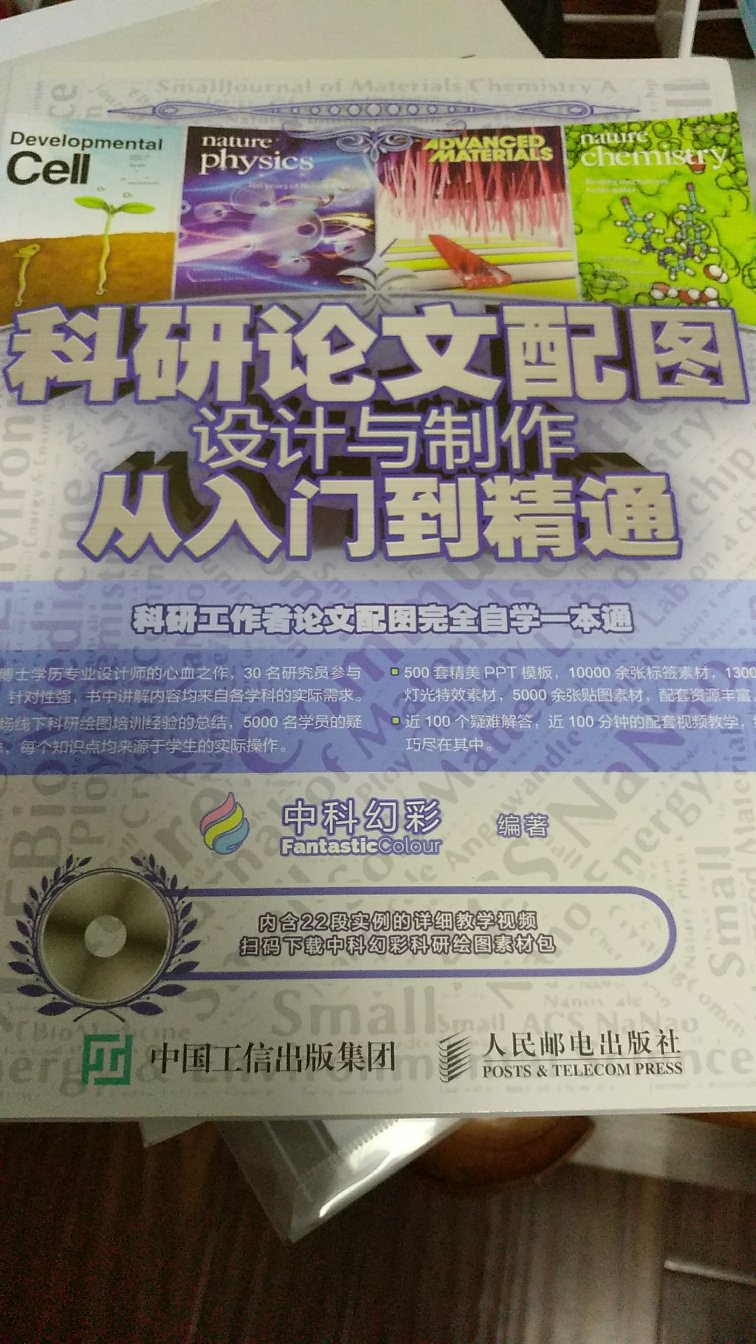 SmallJournal of Materials Chemistry A
Developmental
Cell
nature
physics
ADVANCED
MATERIALS
nature
chemistry
科研论文配图
设计与制作
从入门到精通
科研工作者论文配图完全自学一本通
博士学历专业设计师的心血之作，30 名研究员参与
针对性强，书中讲解内容均来自各学科的实际需求。
场线下科研绘图培训经验的总结，5000 名学员的疑
每个知识点均来源于学生的实际操作。
500 套精美 PPT 模板，10000 余张标签素材，1300
灯光特效素材，5000 余张贴图素材，配套资源丰富
近 100 个疑难解答，近 100 分钟的配套视频教学，
巧尽在其中。
中科幻彩
FantasticColour
编著
内含22段实例的详细教学视频
扫码下载中科幻彩科研绘图素材包
Small
中国工信出版集团
人民邮电出版社
POSTS & TELECOM PRESS